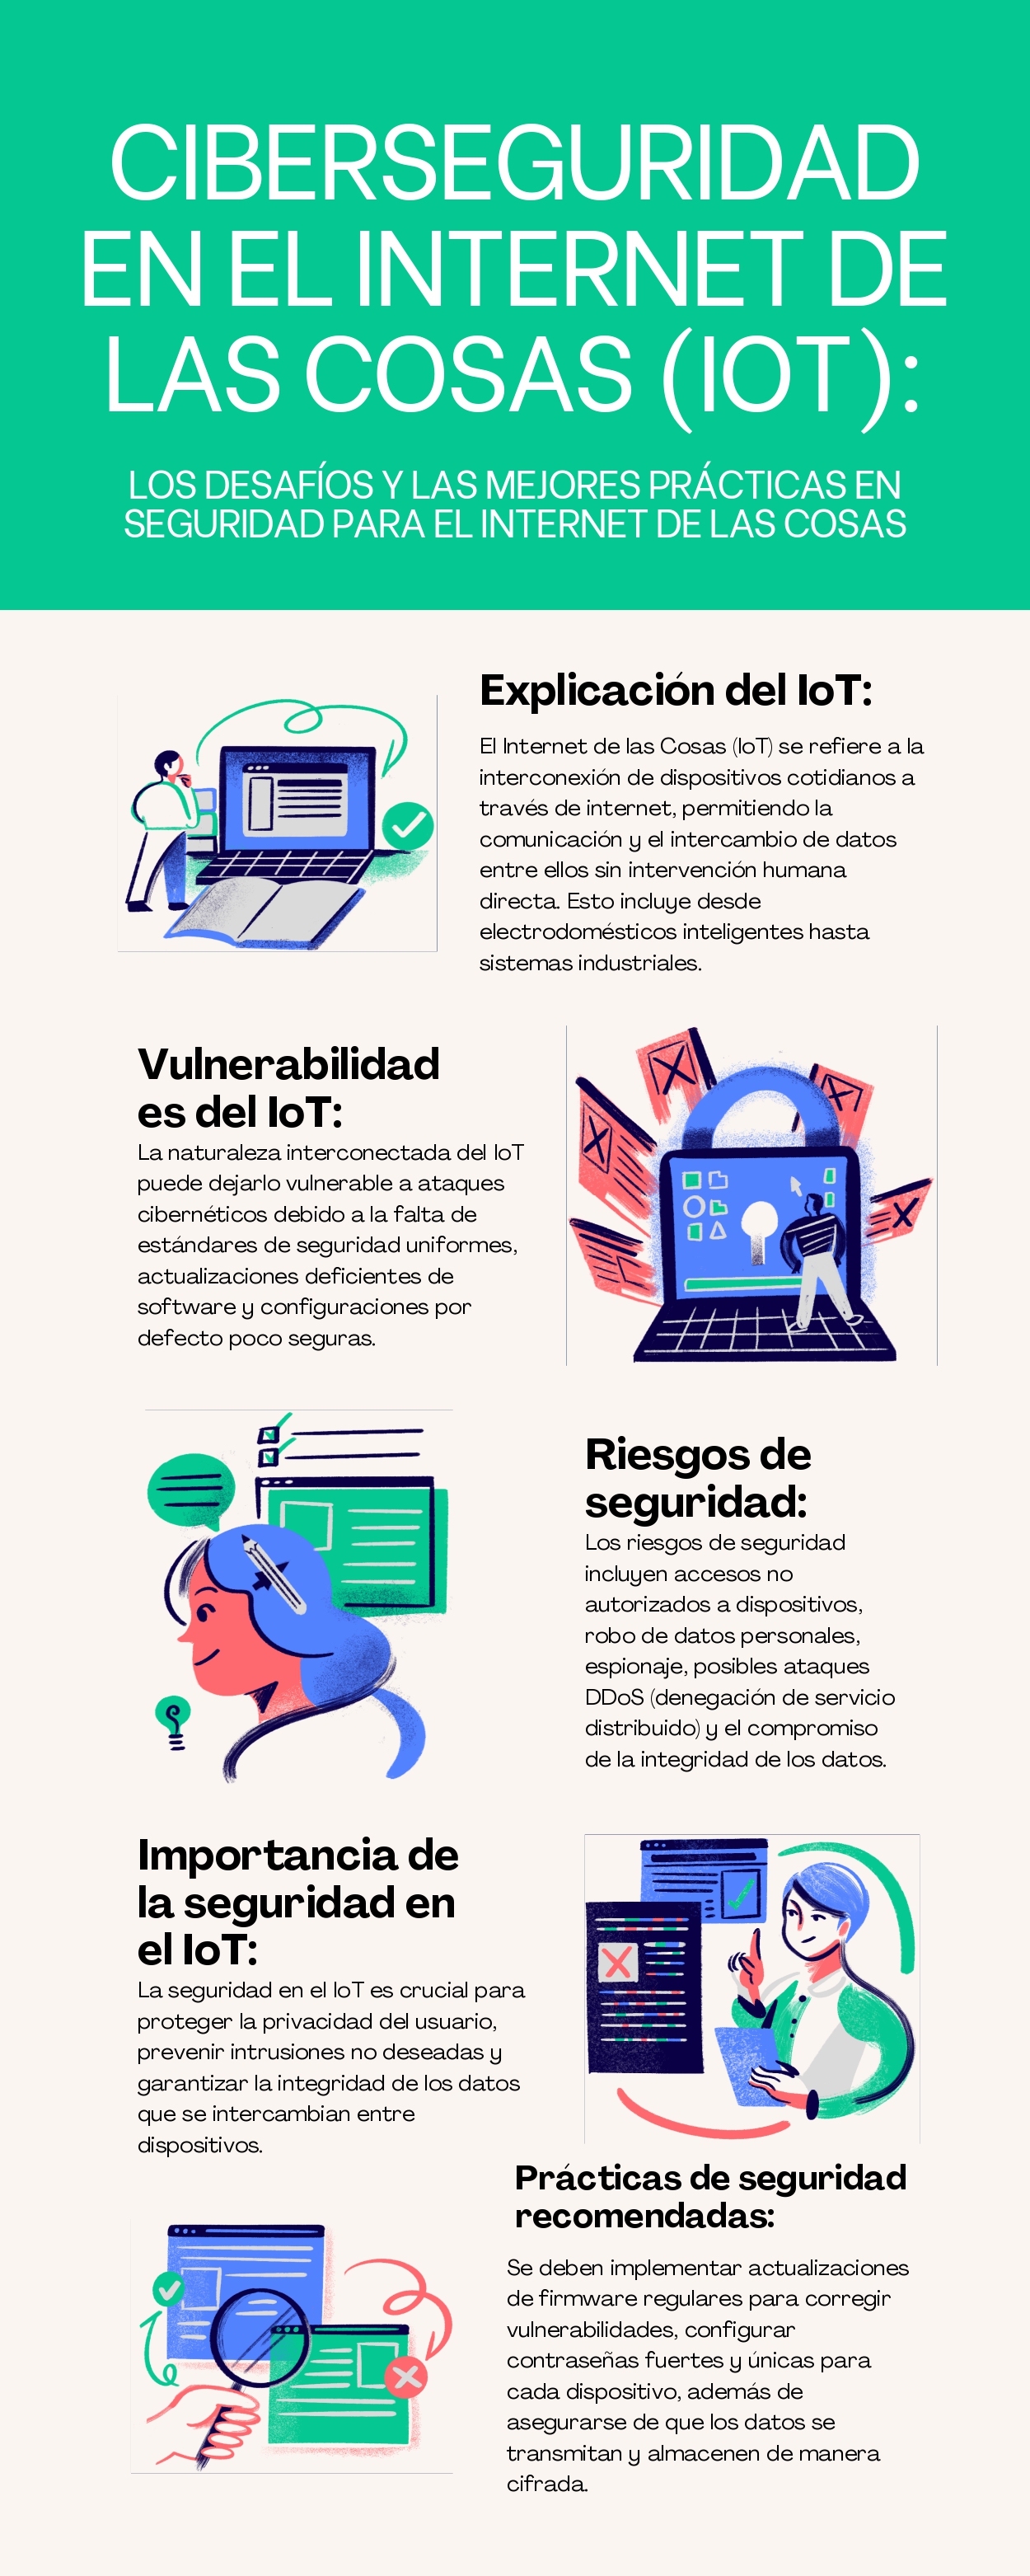 CIBERSEGURIDAD
EN EL INTERNET DE
LAS COSAS (IOT):
LOS DESAFÍOS Y LAS MEJORES PRÁCTICAS EN
SEGURIDAD PARA EL INTERNET DE LAS COSAS
Explicación del IoT:
El Internet de las Cosas (IoT) se refiere a la
interconexión de dispositivos cotidianos a
través de internet, permitiendo la
comunicación y el intercambio de datos
entre ellos sin intervención humana
directa. Esto incluye desde
electrodomésticos inteligentes hasta
sistemas industriales.
Vulnerabilidad
es del IoT:
La naturaleza interconectada del IoT
puede dejarlo vulnerable a ataques
cibernéticos debido a la falta de
estándares de seguridad uniformes,
actualizaciones deficientes de
software y configuraciones por
defecto poco seguras.
Riesgos de
seguridad:
Los riesgos de seguridad
incluyen accesos no
autorizados a dispositivos,
robo de datos personales,
espionaje, posibles ataques
DDoS (denegación de servicio
distribuido) y el compromiso
de la integridad de los datos.
Importancia de
la seguridad en
el IoT:
La seguridad en el IoT es crucial para
proteger la privacidad del usuario,
prevenir intrusiones no deseadas y
garantizar la integridad de los datos
que se intercambian entre
dispositivos.
Prácticas de seguridad
recomendadas:
Se deben implementar actualizaciones
de firmware regulares para corregir
vulnerabilidades, configurar
contraseñas fuertes y únicas para
cada dispositivo, además de
asegurarse de que los datos se
transmitan y almacenen de manera
cifrada.